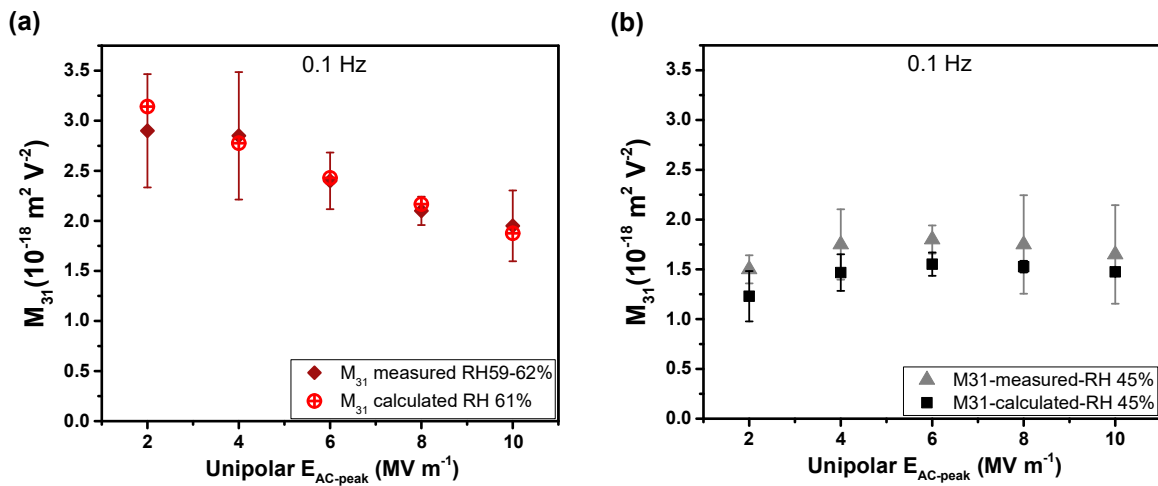 (a)
0.1 Hz
M31(10-18 m2 V-2)
3.5
3.0
2.5
2.0
1.5
1.0
0.5
0.0
M31 measured RH59-62%
M31 calculated RH 61%
2 4 6 8 10
Unipolar EAC-peak (MV m-1)
(b)
0.1 Hz
M31(10-18 m2 V-2)
3.5
3.0
2.5
2.0
1.5
1.0
0.5
0.0
M31-measured-RH 45%
M31-calculated-RH 45%
2 4 6 8 10
Unipolar EAC-peak (MV m-1)